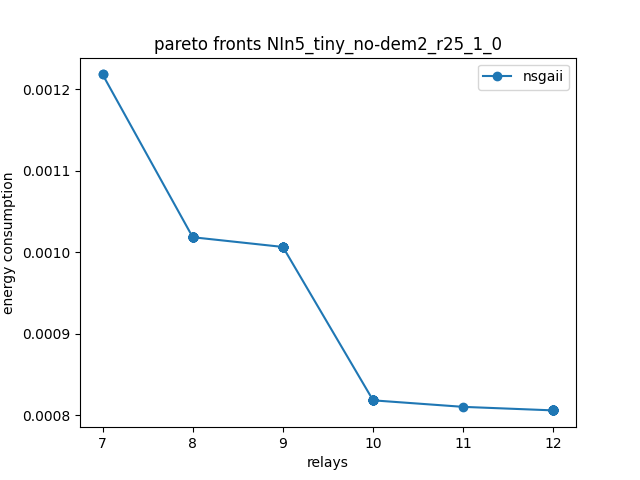 pareto fronts NIn5_tiny_no-dem2_r25_1_0
nsgaii
0.0012
0.0011
0.0010
0.0009
0.0008
energy consumption
7 8 9 10 11 12
relays